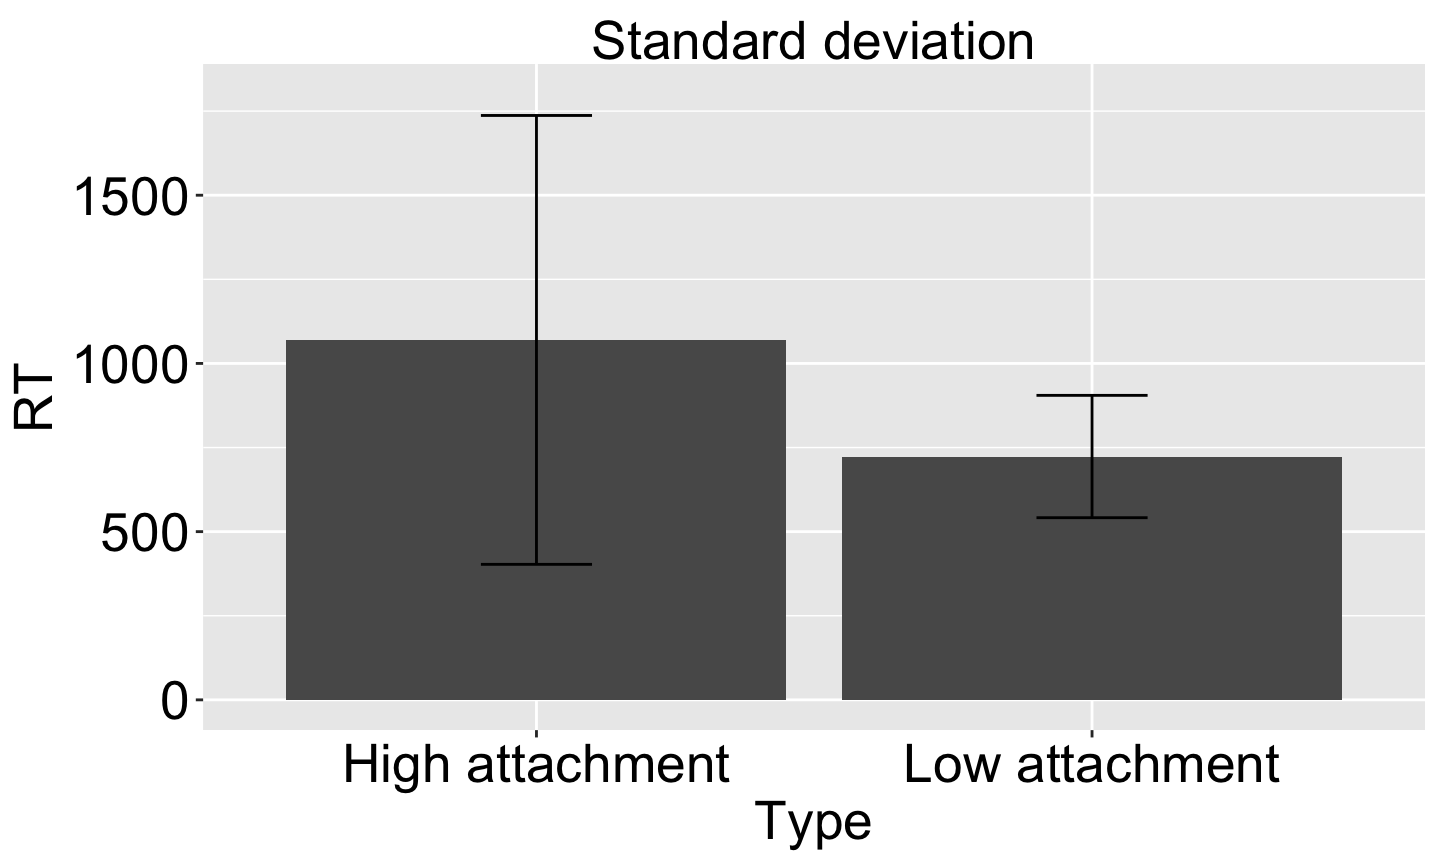 Standard deviation
RT
1500
1000
500
0
High attachment
Low attachment
Type